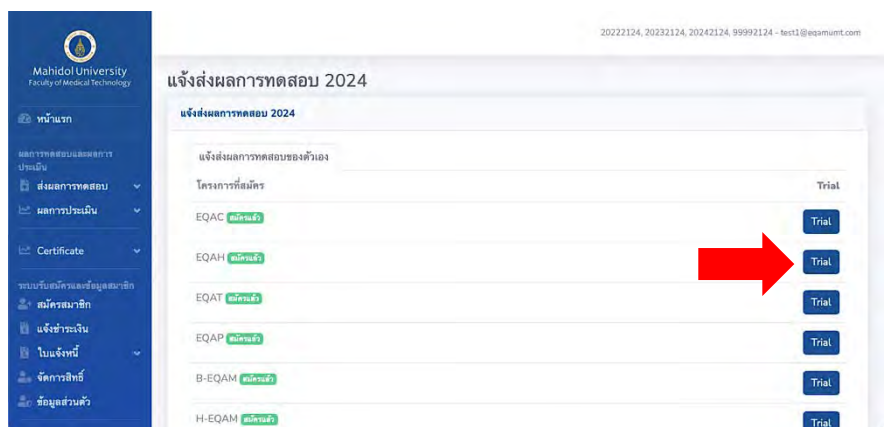 20222124, 20232124, 20242124, 99992124 - test1@eqamumt.com
Mahidol University
Faculty of Medical Technology
หน้าแรก
ผลการทดสอบและผลการ
ประเมิน
ส่งผลการทดสอบ
ผลการประเมิน
Certificate
ระบบรับสมัครและข้อมูลสมาชิก
สมัครสมาชิก
แจ้งชำระเงิน
ใบแจ้งหนี้
จัดการสิทธิ์
ข้อมูลส่วนตัว
แจ้งส่งผลการทดสอบ 2024
แจ้งส่งผลการทดสอบ 2024
แจ้งส่งผลการทดสอบของตัวเอง
โครงการที่สมัคร Trial
EQAC สมัครแล้ว Trial
EQAH สมัครแล้ว Trial
EQAT สมัครแล้ว Trial
EQAP สมัครแล้ว Trial
B-EQAM สมัครแล้ว Trial
H-EQAM สมัครแล้ว Trial